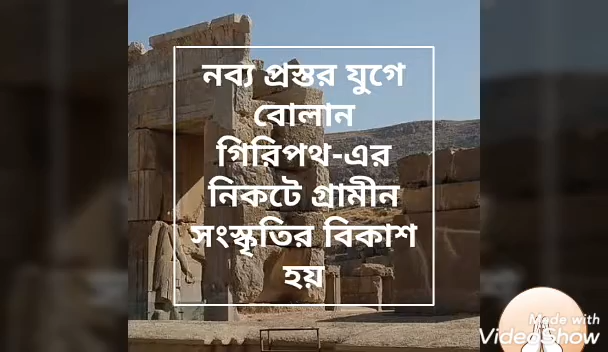 নব্য প্রস্তর যুগে
বোলান
গিরিপথ-এর
নিকটে গ্রামীন
সংস্কৃতির বিকাশ
হয়
Made with
VideoShow